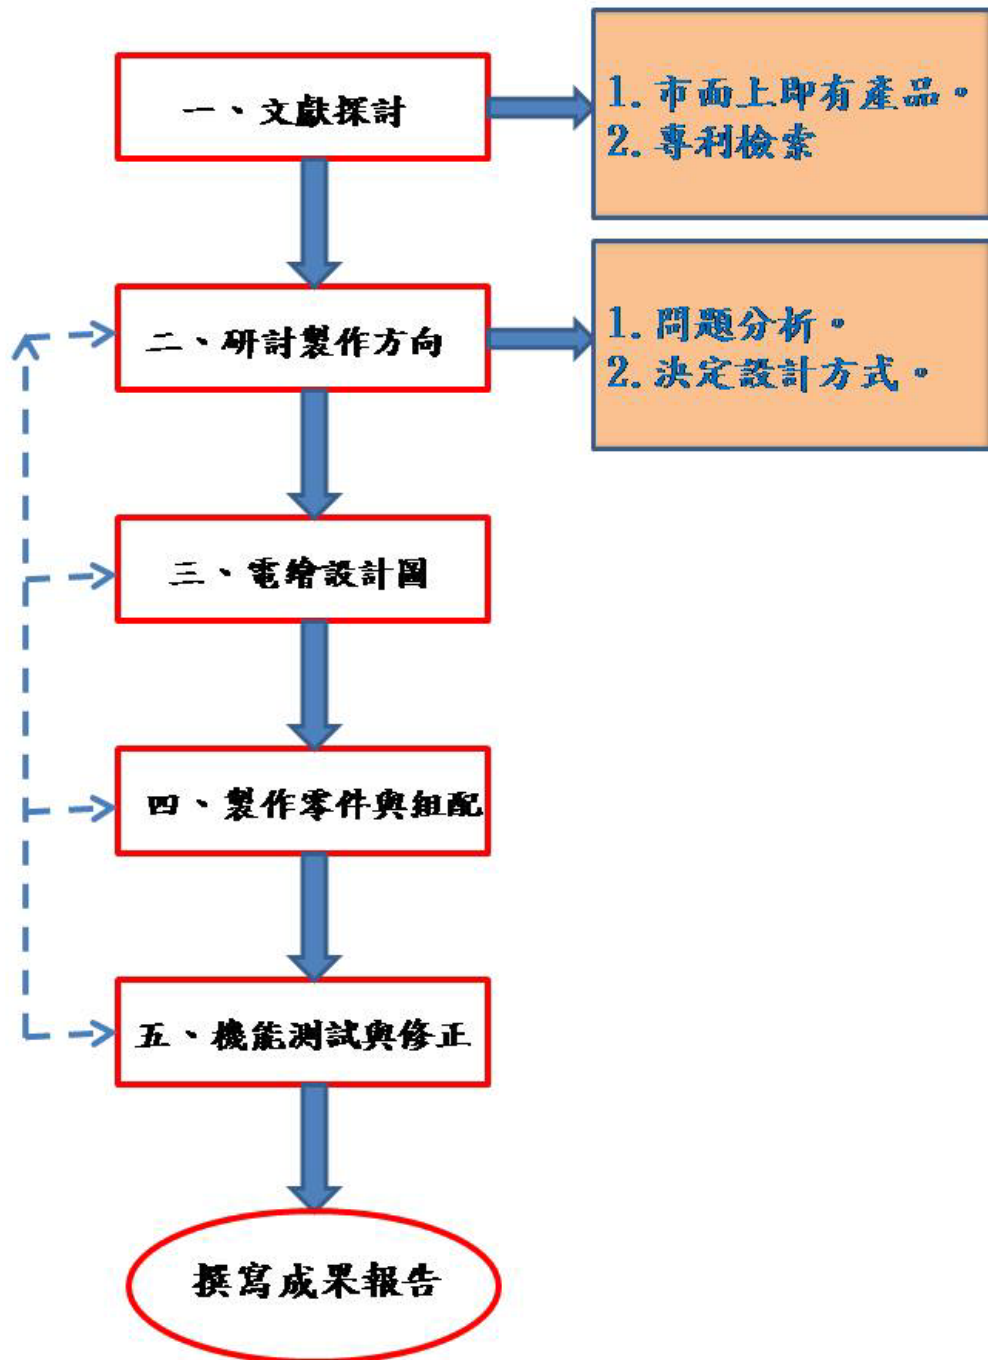 一、文獻探討
1. 市面上即有產品。
2. 專利檢索
二、研討製作方向
1. 問題分析。
2. 決定設計方式。
三、電繪設計圖
四、製作零件與組配
五、機能測試與修正
撰寫成果報告